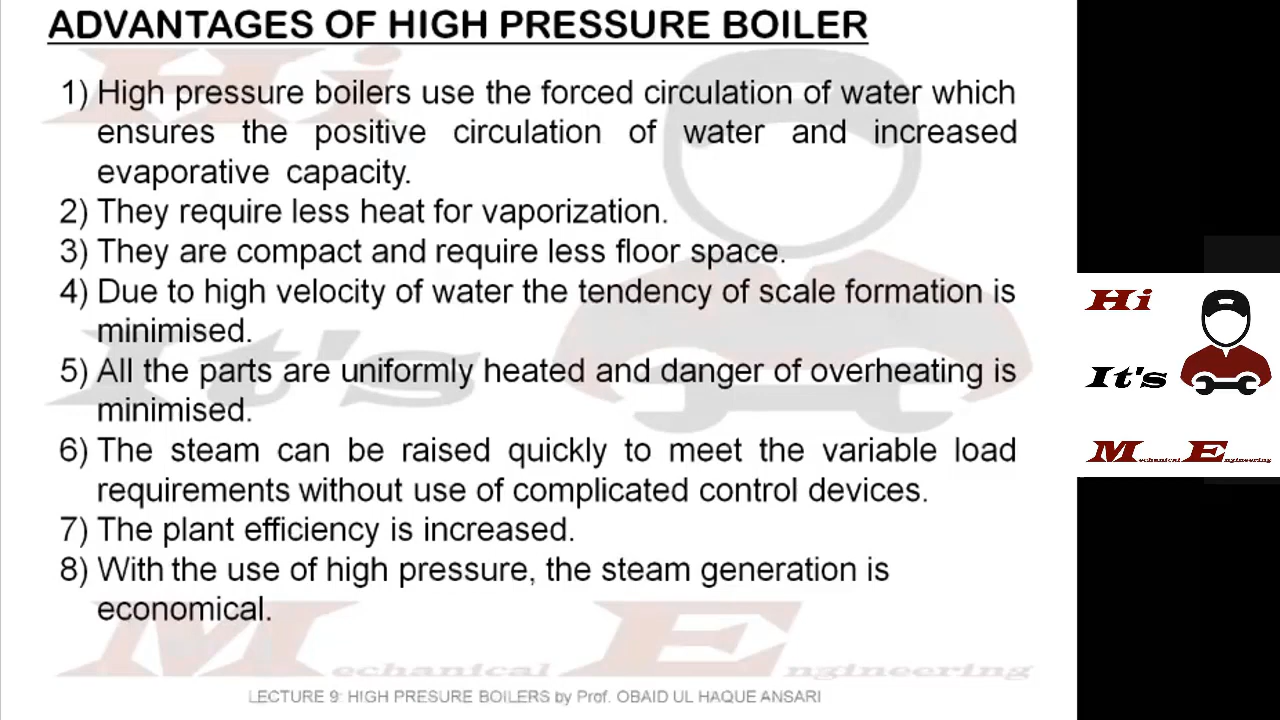 ADVANTAGES OF HIGH PRESSURE BOILER
1) High pressure boilers use the forced circulation of water which
ensures the positive circulation of water and increased
evaporative capacity.
2) They require less heat for vaporization.
3) They are compact and require less floor space.
4) Due to high velocity of water the tendency of scale formation is
minimised.
5) All the parts are uniformly heated and danger of overheating is
minimised.
6) The steam can be raised quickly to meet the variable load
requirements without use of complicated control devices.
7) The plant efficiency is increased.
8) With the use of high pressure, the steam generation is
economical.
LECTURE 9: HIGH PRESURE BOILERS by Prof. OBAID UL HAQUE ANSARI
Hi
It's
Mechanical Engineering
Hi
It's
Mechanical Engineering